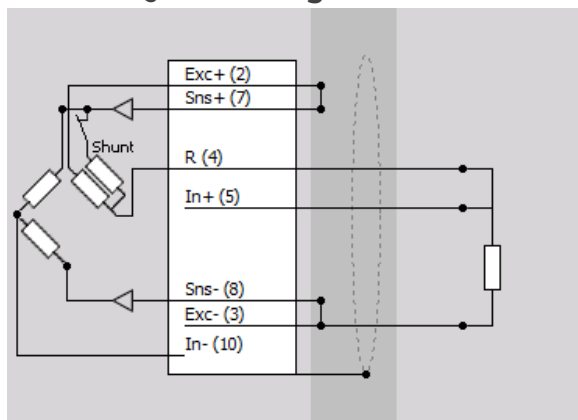 Exc+ (2)
Sns+ (7)
Shunt
R (4)
In+ (5)
Sns- (8)
Exc- (3)
In- (10)